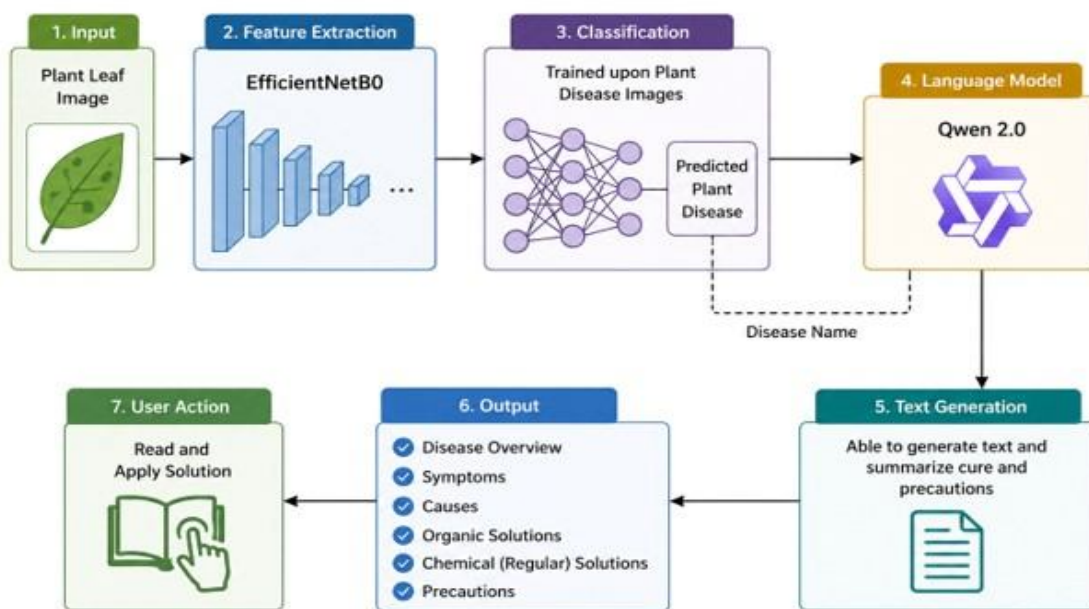 1. Input
Plant Leaf
Image
2. Feature Extraction
EfficientNetB0
...
3. Classification
Trained upon Plant
Disease Images
Predicted
Plant
Disease
4. Language Model
Qwen 2.0
Disease Name
5. Text Generation
Able to generate text and
summarize cure and
precautions
6. Output
Disease Overview
Symptoms
Causes
Organic Solutions
Chemical (Regular) Solutions
Precautions
7. User Action
Read and
Apply Solution